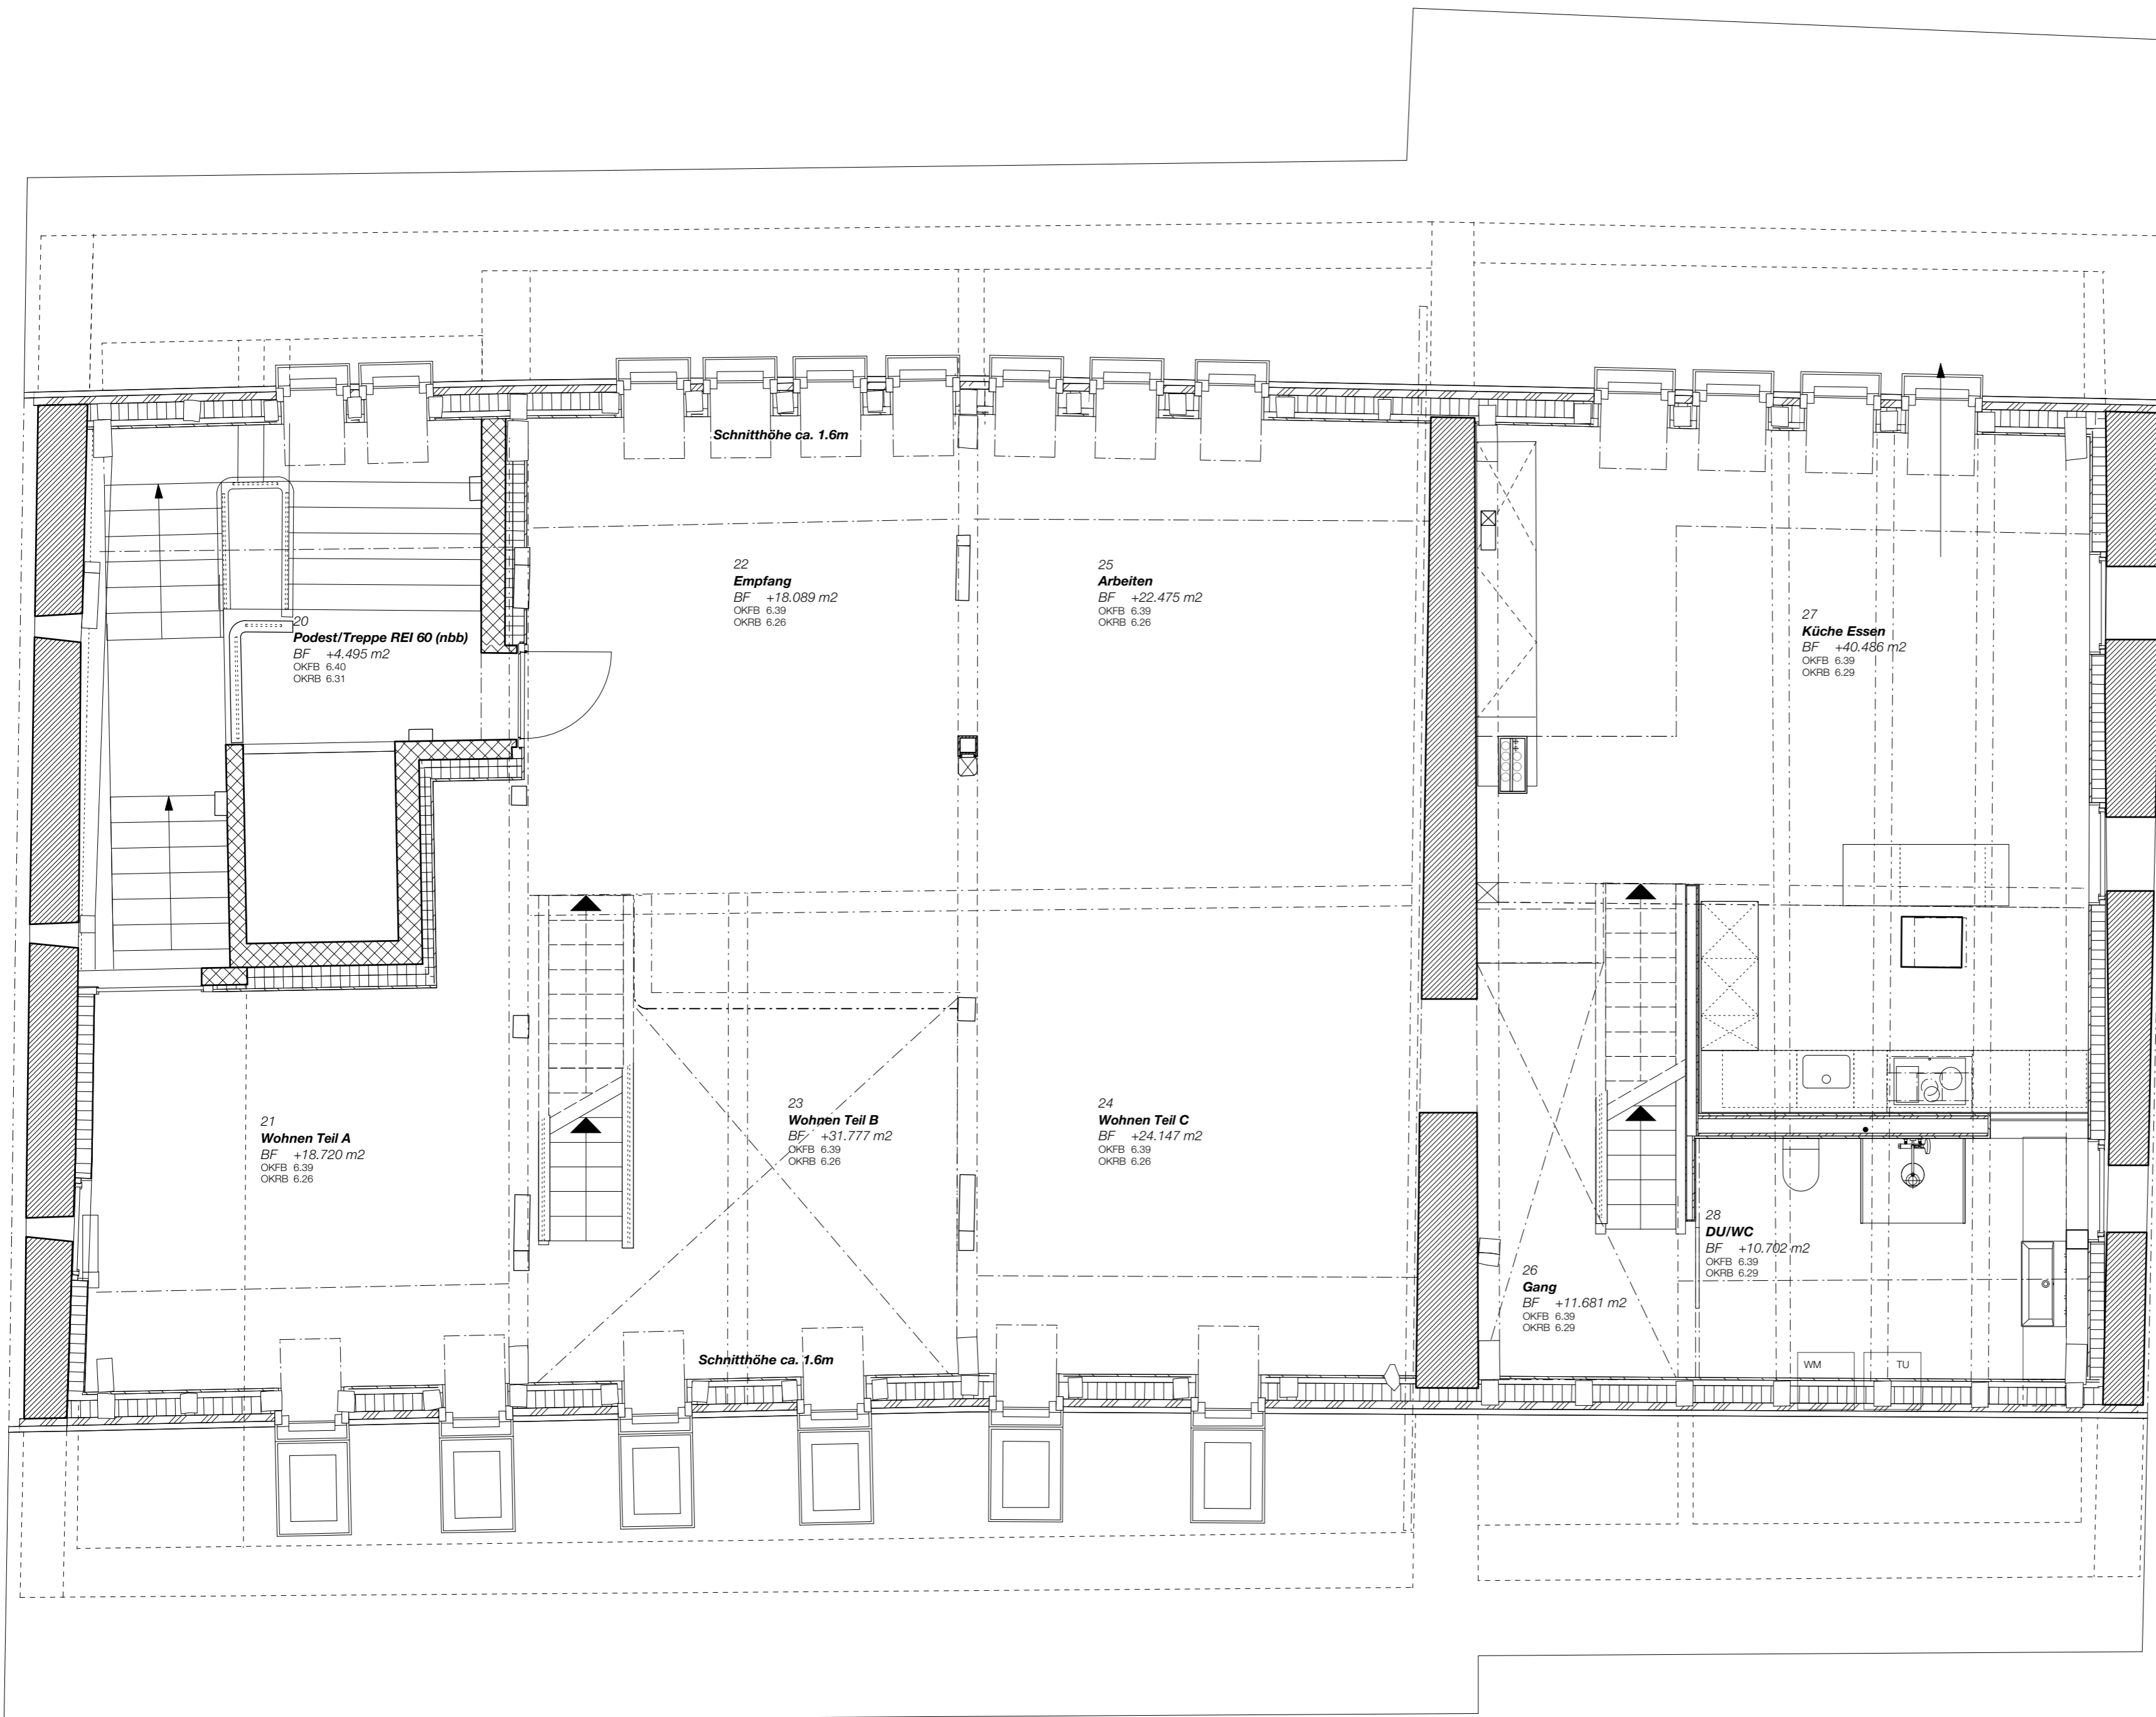 Schnitthöhe ca. 1.6m
22
Empfang
BF +18.089 m2
OKFB 6.39
OKRB 6.26
25
Arbeiten
BF +22.475 m2
OKFB 6.39
OKRB 6.26
20
Podest/Treppe REI 60 (nbb)
BF +4.495 m2
OKFB 6.40
OKRB 6.31
27
Küche Essen
BF +40.486 m2
OKFB 6.39
OKRB 6.29
21
Wohnen Teil A
BF +18.720 m2
OKFB 6.39
OKRB 6.26
23
Wohnen Teil B
BF +31.777 m2
OKFB 6.39
OKRB 6.26
24
Wohnen Teil C
BF +24.147 m2
OKFB 6.39
OKRB 6.26
28
DU/WC
BF +10.702 m2
OKFB 6.39
OKRB 6.29
26
Gang
BF +11.681 m2
OKFB 6.39
OKRB 6.29
Schnitthöhe ca. 1.6m
WM
TU